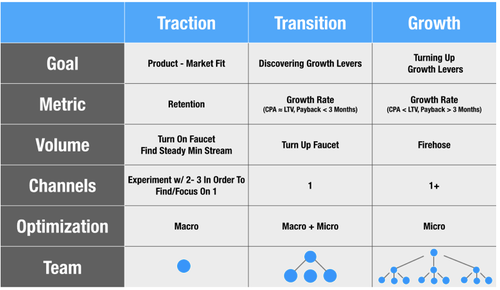 Traction
Transition
Growth
Goal
Product - Market Fit
Discovering Growth Levers
Turning Up
Growth Levers
Metric
Retention
Growth Rate
(CPA = LTV, Payback < 3 Months)
Growth Rate
(CPA < LTV, Payback > 3 Months)
Volume
Turn On Faucet
Find Steady Min Stream
Turn Up Faucet
Firehose
Channels
Experiment w/ 2- 3 In Order To
Find/Focus On 1
1
1+
Optimization
Macro
Macro + Micro
Micro
Team